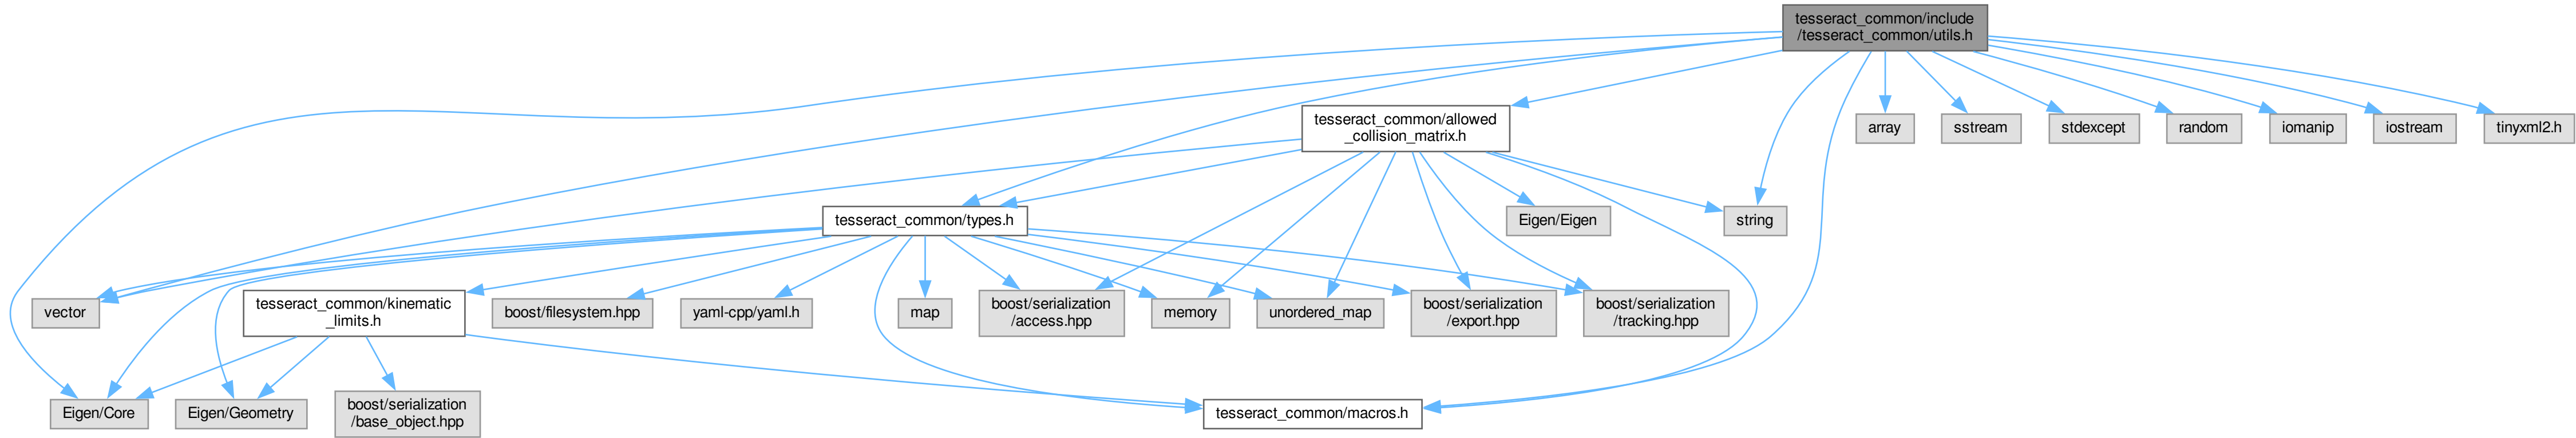 tesseract_common/include
/tesseract_common/utils.h
tesseract_common/allowed
_collision_matrix.h
array
sstream
stdexcept
random
iomanip
iostream
tinyxml2.h
tesseract_common/types.h
Eigen/Eigen
string
vector
tesseract_common/kinematic
_limits.h
boost/filesystem.hpp
yaml-cpp/yaml.h
map
boost/serialization
/access.hpp
memory
unordered_map
boost/serialization
/export.hpp
boost/serialization
/tracking.hpp
Eigen/Core
Eigen/Geometry
boost/serialization
/base_object.hpp
tesseract_common/macros.h